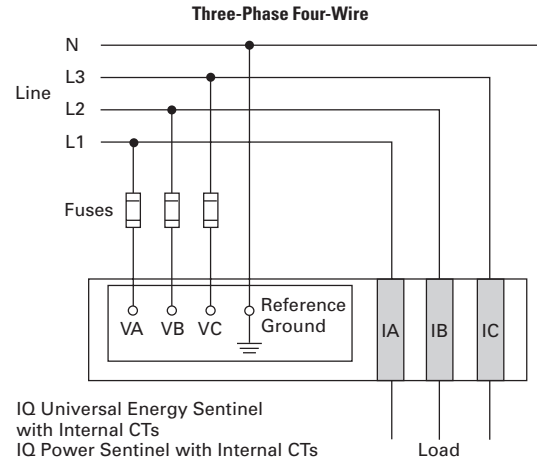 Three-Phase Four-Wire
N
L3
Line
L2
L1
Fuses
VA VB VC
Reference
Ground
IA IB IC
IQ Universal Energy Sentinel
with Internal CTs
IQ Power Sentinel with Internal CTs
Load